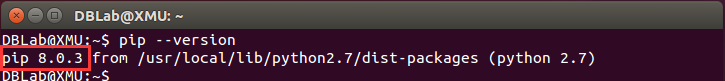 DBLab@XMU: ~
DBLab@XMU:~$ pip --version
pip 8.0.3 from /usr/local/lib/python2.7/dist-packages (python 2.7)
DBLab@XMU:~$